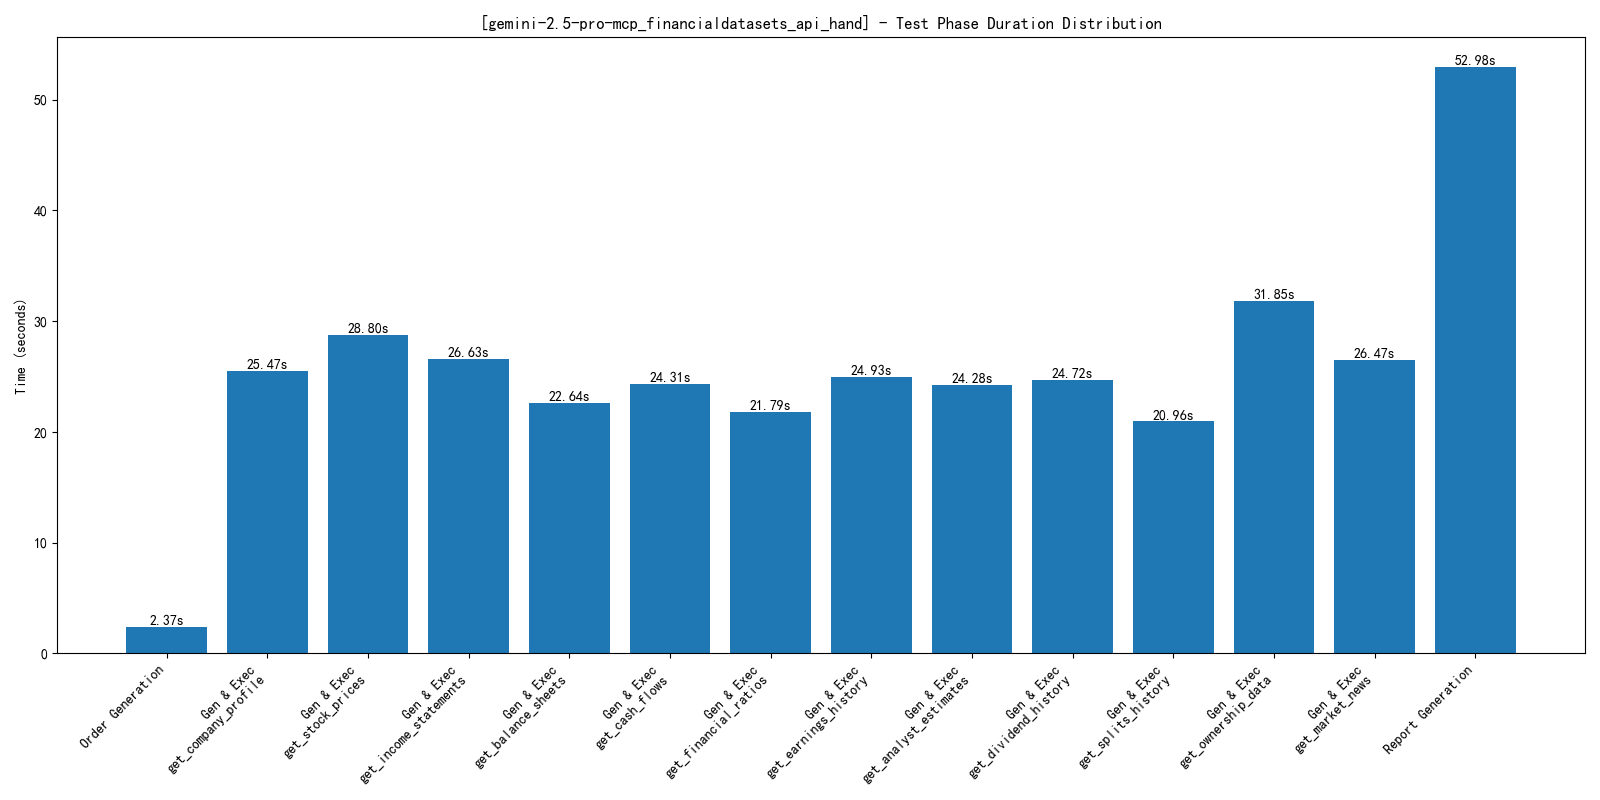 [gemini-2.5-pro-mcp_financialdatasets_api_hand] - Test Phase Duration Distribution
Time (seconds)
50
40
30
20
10
0
2.37s
25.47s
28.80s
26.63s
22.64s
24.31s
21.79s
24.93s
24.28s
24.72s
20.96s
31.85s
26.47s
52.98s
Order Generation
Gen & Exec
get_company_profile
Gen & Exec
get_stock_prices
Gen & Exec
get_income_statements
Gen & Exec
get_balance_sheets
Gen & Exec
get_cash_flows
Gen & Exec
get_financial_ratios
Gen & Exec
get_earnings_history
Gen & Exec
get_analyst_estimates
Gen & Exec
get_dividend_history
Gen & Exec
get_splits_history
Gen & Exec
get_ownership_data
Gen & Exec
get_market_news
Report Generation